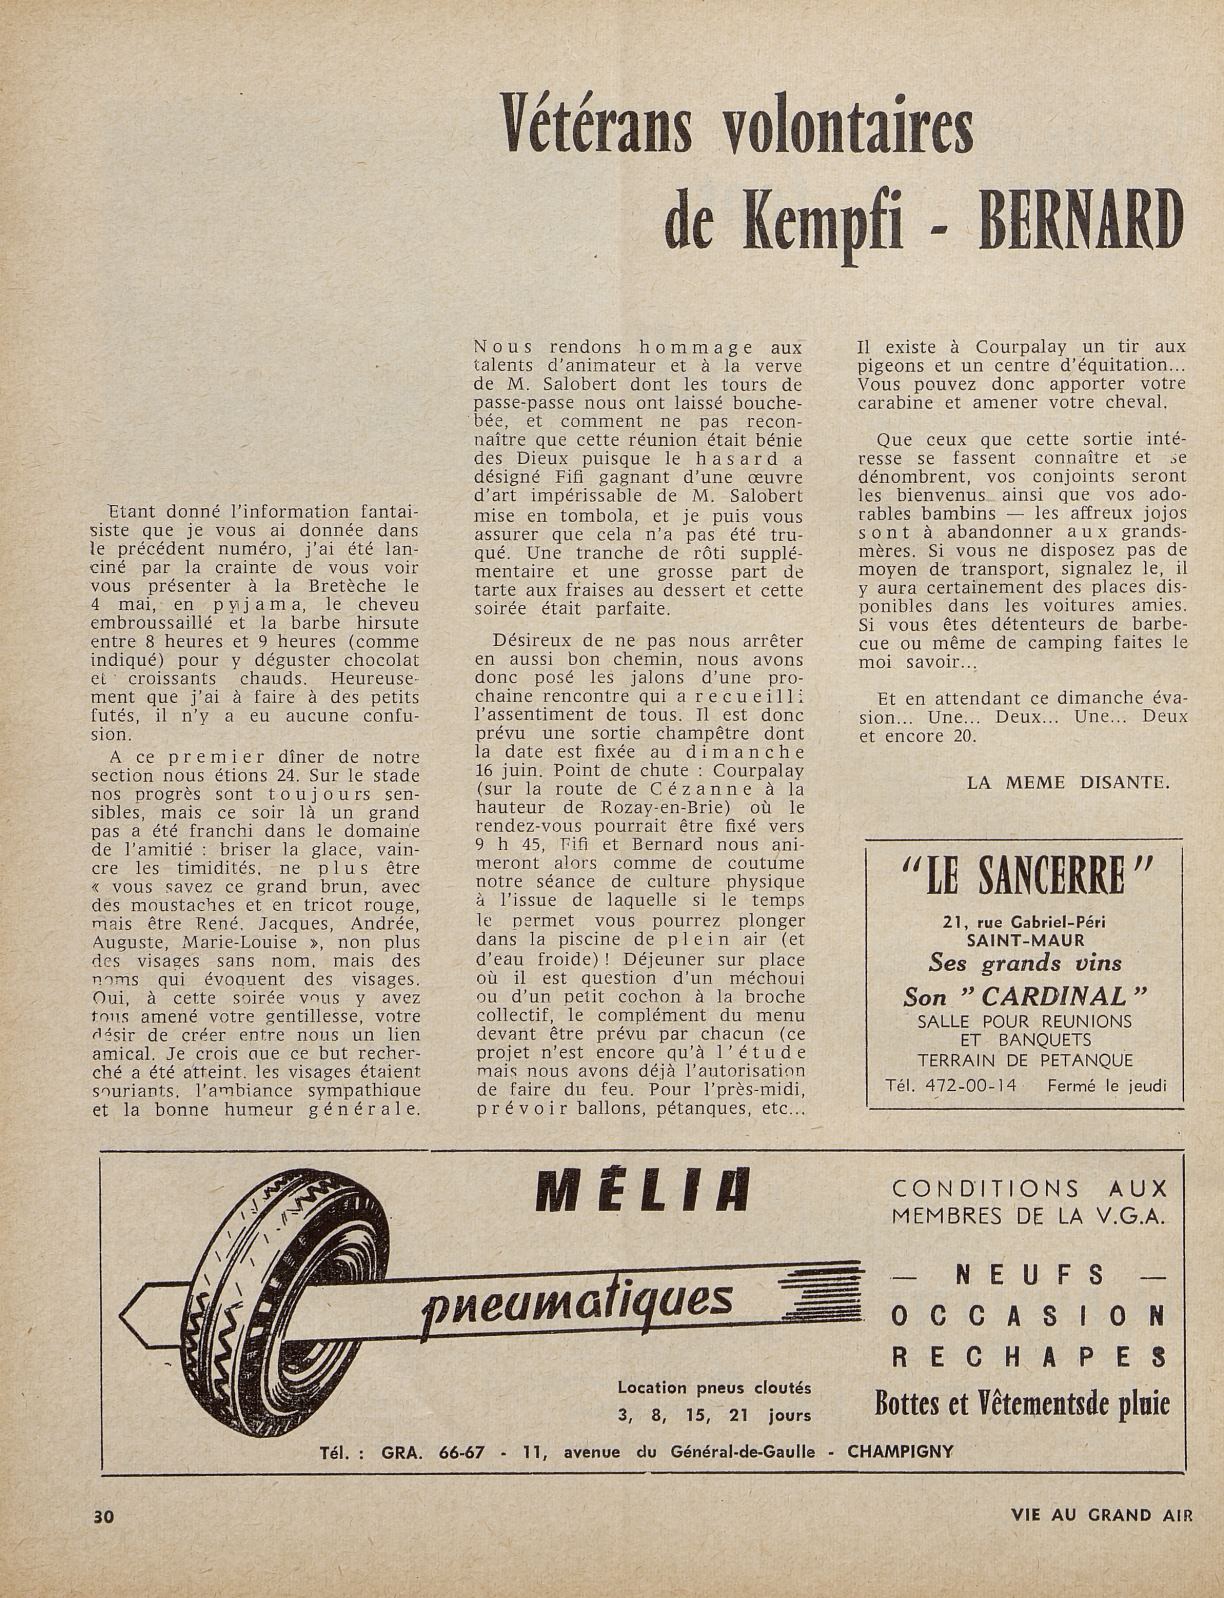 Vétérans volontaires
de Kempfi - BERNARD
Etant donné l'information fantai-
siste que je vous ai donnée dans
le précédent numéro, j'ai été lan-
ciné par la crainte de vous voir
vous présenter à la Bretèche le
4 mai, en pyjama, le cheveu
embroussaillé et la barbe hirsute
entre 8 heures et 9 heures (comme
indiqué) pour y déguster chocolat
et croissants chauds. Heureuse-
ment que j'ai à faire à des petits
futés, il n'y a eu aucune confu-
sion.
A ce premier dîner de notre
section nous étions 24. Sur le stade
nos progrès sont toujours sen-
sibles, mais ce soir là un grand
pas a été franchi dans le domaine
de l'amitié : briser la glace, vain-
cre les timidités, ne plus être
« vous savez ce grand brun, avec
des moustaches et en tricot rouge,
mais être René, Jacques, Andrée,
Auguste, Marie-Louise », non plus
des visages sans nom, mais des
noms qui évoquent des visages.
Oui, à cette soirée vous y avez
tous amené votre gentillesse, votre
désir de créer entre nous un lien
amical. Je crois que ce but recher-
ché a été atteint, les visages étaient
souriants, l'ambiance sympathique
et la bonne humeur générale.
Nous rendons hommage aux
talents d'animateur et à la verve
de M. Salobert dont les tours de
passe-passe nous ont laissé bouche-
bée, et comment ne pas recon-
naître que cette réunion était bénie
des Dieux puisque le hasard a
désigné Fifi gagnant d'une œuvre
d'art impérissable de M. Salobert
mise en tombola, et je puis vous
assurer que cela n'a pas été tru-
qué. Une tranche de rôti supplé-
mentaire et une grosse part de
tarte aux fraises au dessert et cette
soirée était parfaite.
Désireux de ne pas nous arrêter
en aussi bon chemin, nous avons
donc posé les jalons d'une pro-
chaine rencontre qui a recueilli
l'assentiment de tous. Il est donc
prévu une sortie champêtre dont
la date est fixée au dimanche
16 juin. Point de chute : Courpalay
(sur la route de Cézanne à la
hauteur de Rozay-en-Brie) où le
rendez-vous pourrait être fixé vers
9 h 45, Fifi et Bernard nous ani-
meront alors comme de coutume
notre séance de culture physique
à l'issue de laquelle si le temps
le permet vous pourrez plonger
dans la piscine de plein air (et
d'eau froide) ! Déjeuner sur place
où il est question d'un méchoui
ou d'un petit cochon à la broche
collectif, le complément du menu
devant être prévu par chacun (ce
projet n'est encore qu'à l'étude
mais nous avons déjà l'autorisation
de faire du feu. Pour l'près-midi,
prévoir ballons, pétanques, etc...
Il existe à Courpalay un tir aux
pigeons et un centre d'équitation...
Vous pouvez donc apporter votre
carabine et amener votre cheval.
Que ceux que cette sortie inté-
resse se fassent connaître et se
dénombrent, vos conjoints seront
les bienvenus ainsi que vos ado-
rables bambins — les affreux jojos
sont à abandonner aux grands-
mères. Si vous ne disposez pas de
moyen de transport, signalez le, il
y aura certainement des places dis-
ponibles dans les voitures amies.
Si vous êtes détenteurs de barbe-
cue ou même de camping faites le
moi savoir...
Et en attendant ce dimanche éva-
sion... Une... Deux... Une... Deux
et encore 20.
LA MEME DISANTE.
"LE SANCERRE"
21, rue Gabriel-Péri
SAINT-MAUR
Ses grands vins
Son "CARDINAL"
SALLE POUR REUNIONS
ET BANQUETS
TERRAIN DE PETANQUE
Tél. 472-00-14 Fermé le jeudi
MÉLIA
pneumatiques
Location pneus cloutés
3, 8, 15, 21 jours
CONDITIONS AUX
MEMBRES DE LA V.G.A.
— NEUFS —
OCCASION
RECHAPES
Bottes et Vêtementsde pluie
Tél. : GRA. 66-67 - 11, avenue du Général-de-Gaulle - CHAMPIGNY
30
VIE AU GRAND AIR